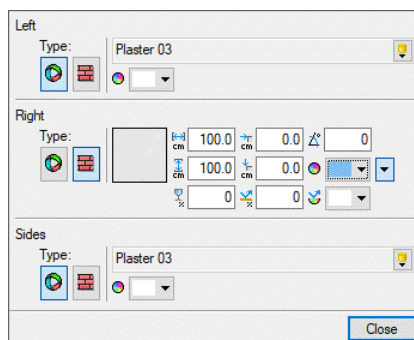 Left
Type:
Plaster 03
Right
Type:
cm 100.0 cm 0.0 0
cm 100.0 cm 0.0
% 0 % 0
Sides
Type:
Plaster 03
Close